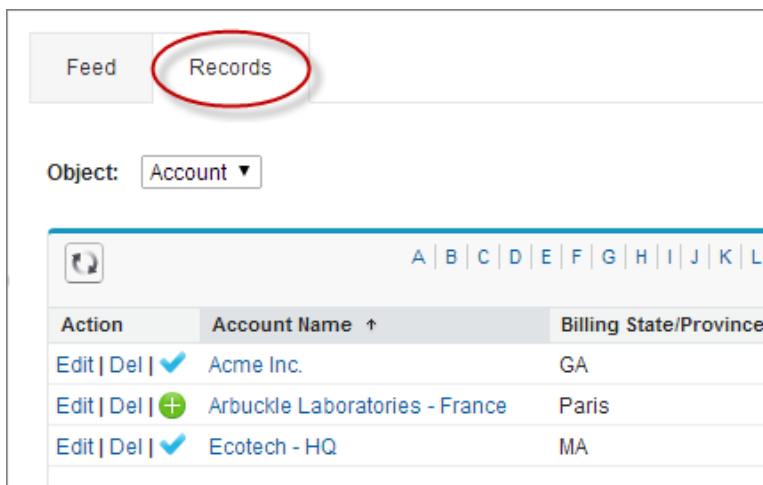 Feed Records
Object: Account ▼
A | B | C | D | E | F | G | H | I | J | K | L
Action Account Name ↑ Billing State/Province
Edit | Del | Acme Inc. GA
Edit | Del | Arbuckle Laboratories - France Paris
Edit | Del | Ecotech - HQ MA